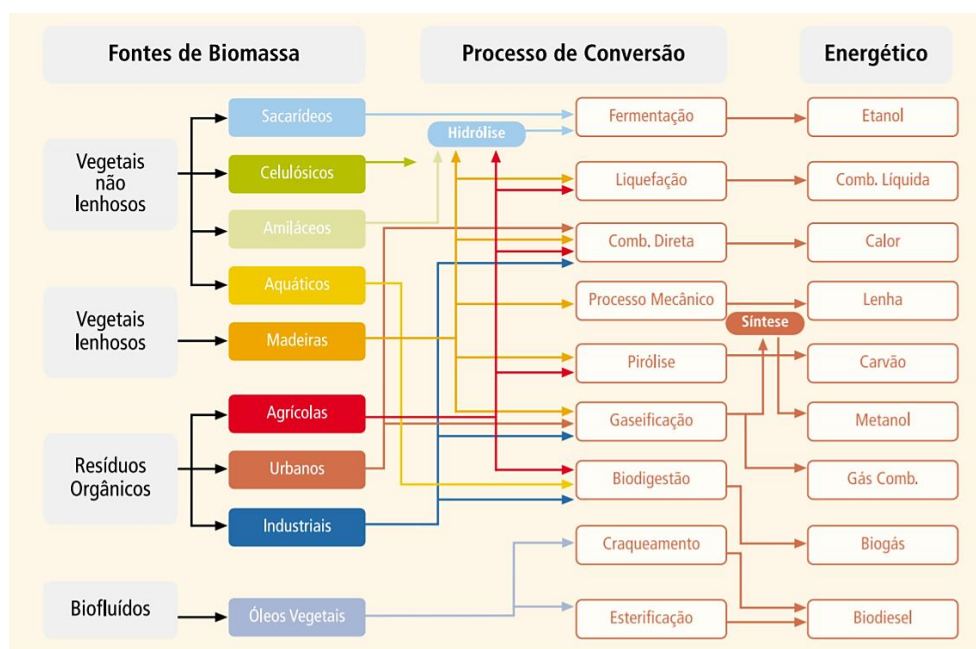 Fontes de Biomassa
Processo de Conversão
Energético
Vegetais
não
lenhosos
Vegetais
lenhosos
Resíduos
Orgânicos
Biofluídos
Sacarídeos
Celulósicos
Amiláceos
Aquáticos
Madeiras
Agrícolas
Urbanos
Industriais
Óleos Vegetais
Hidrólise
Fermentação
Liquefação
Comb. Direta
Processo Mecânico
Pirólise
Gaseificação
Biodigestão
Craqueamento
Esterificação
Síntese
Etanol
Comb. Líquida
Calor
Lenha
Carvão
Metanol
Gás Comb.
Biogás
Biodiesel